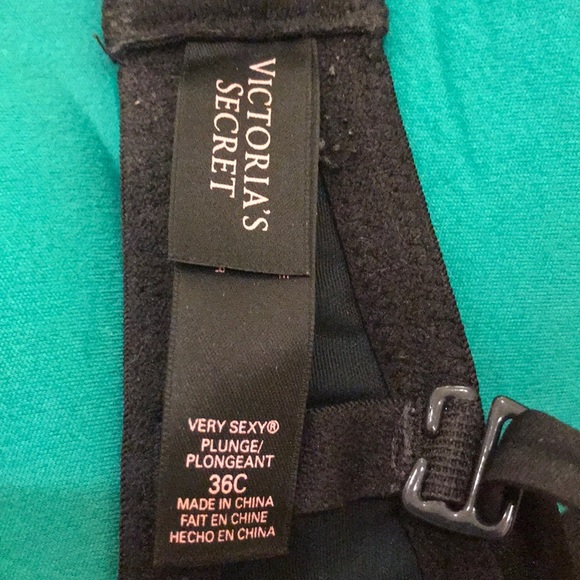 VICTORIA'S
SECRET
VERY SEXY®
PLUNGE/
PLONGEANT
36C
MADE IN CHINA
FAIT EN CHINE
HECHO EN CHINA